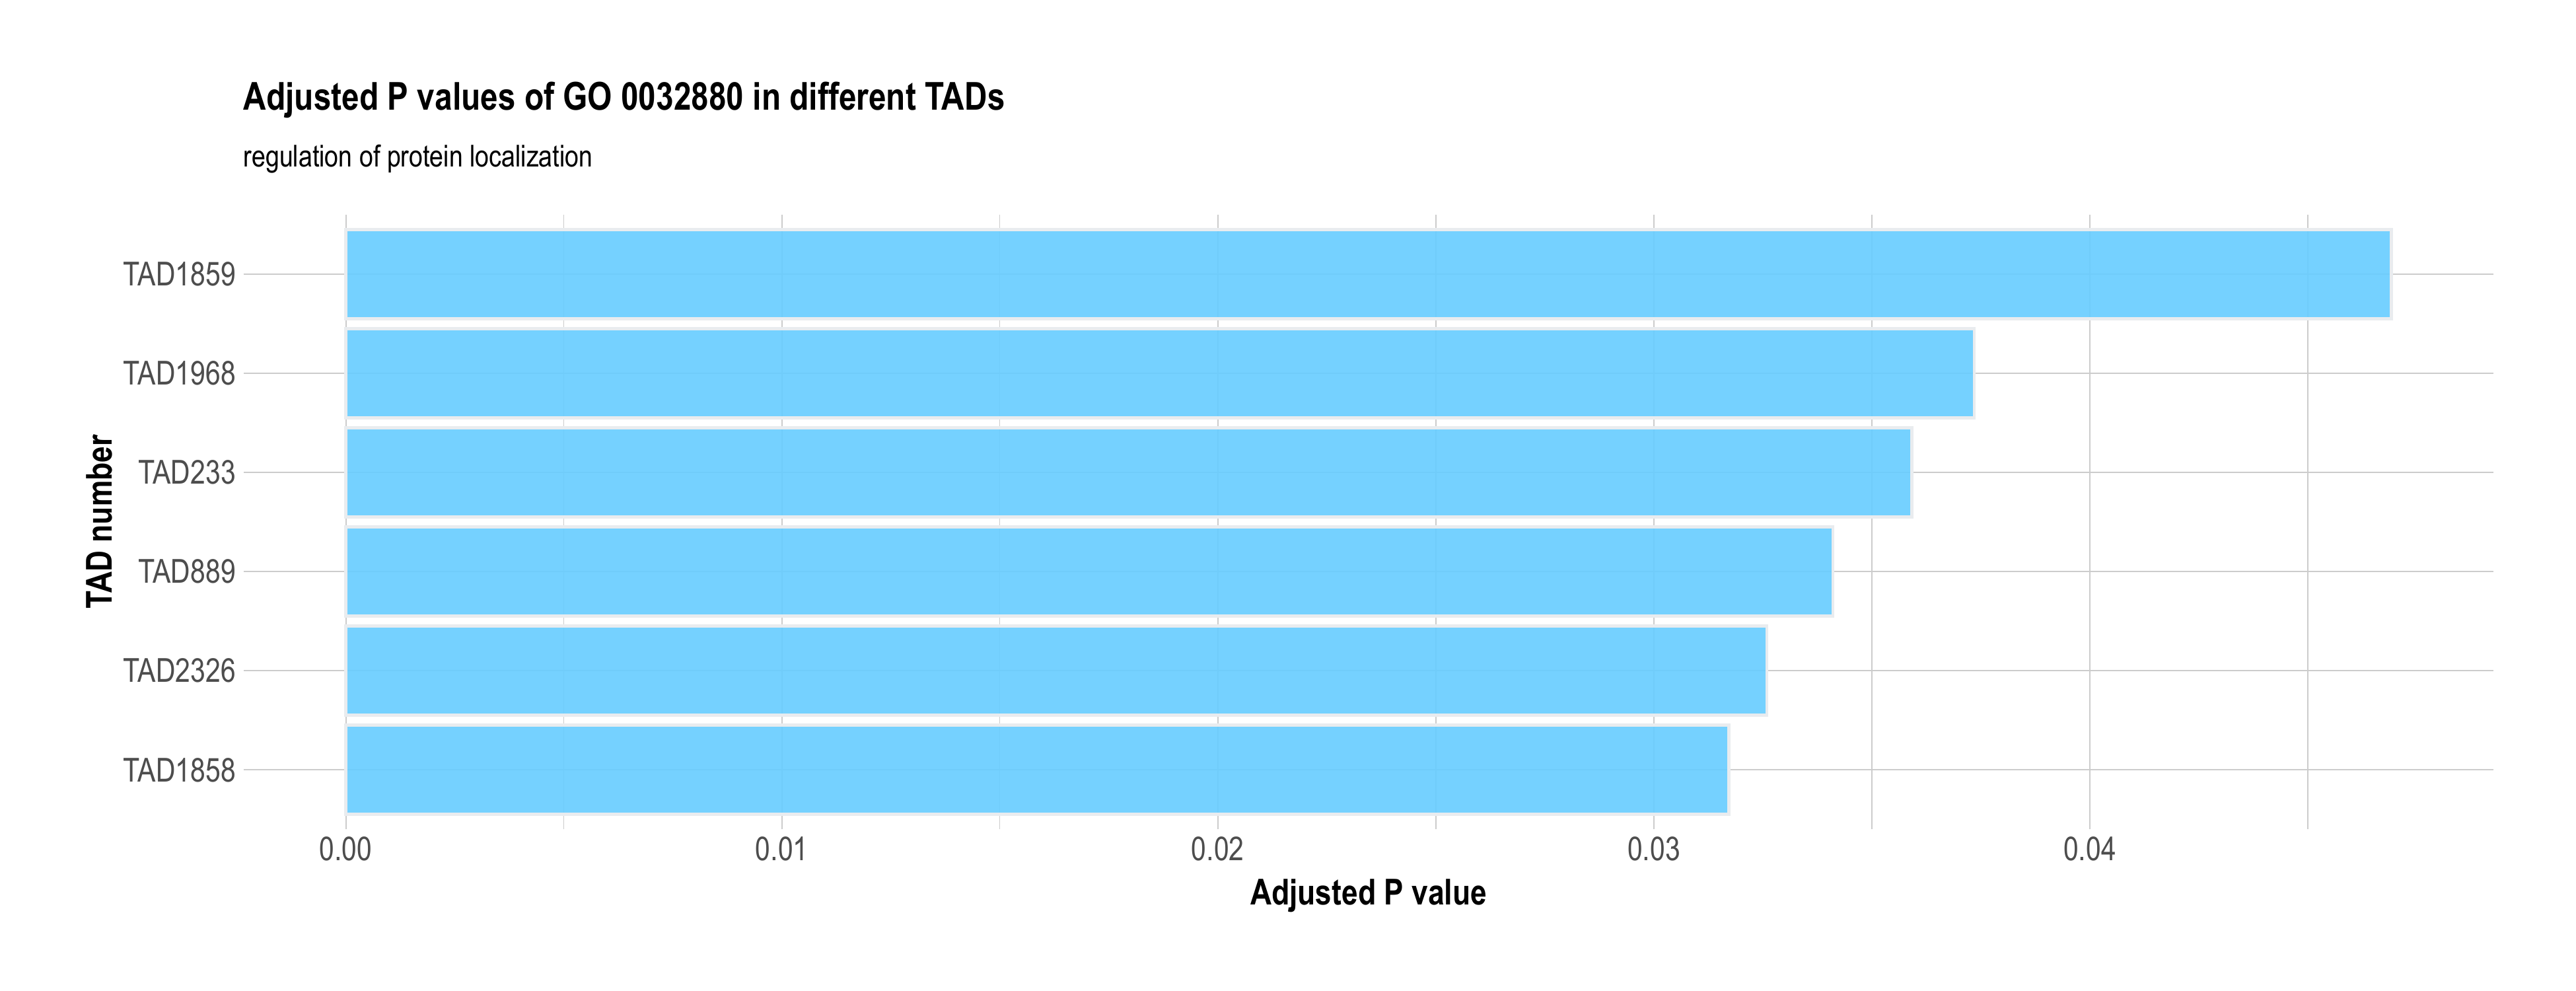 Adjusted P values of GO 0032880 in different TADs
regulation of protein localization
TAD number
TAD1859
TAD1968
TAD233
TAD889
TAD2326
TAD1858
0.00 0.01 0.02 0.03 0.04
Adjusted P value